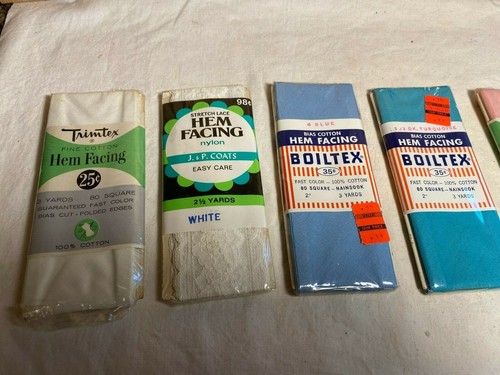 Trimtex
FINE COTTON
Hem Facing
25¢
YARDS 80 SQUARE
GUARANTEED FAST COLOR
BIAS CUT - FOLDED EDGES
100% COTTON
98¢
STRETCH LACE
HEM
FACING
nylon
J. & P. COATS
EASY CARE
2½ YARDS
WHITE
BLUE
BIAS COTTON
HEM FACING
BOILTEX
35¢
FAST COLOR - 100% COTTON
80 SQUARE - NAINSOOK
2" 3 YARDS
DK. TURQUOISE
BIAS COTTON
HEM FACING
BOILTEX
35¢
FAST COLOR - 100% COTTON
80 SQUARE - NAINSOOK
2" 3 YARDS